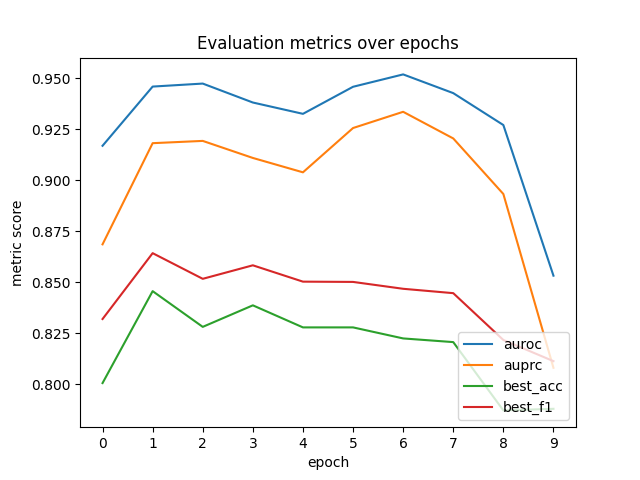 Evaluation metrics over epochs
metric score
0.950
0.925
0.900
0.875
0.850
0.825
0.800
auroc
auprc
best_acc
best_f1
0 1 2 3 4 5 6 7 8 9
epoch